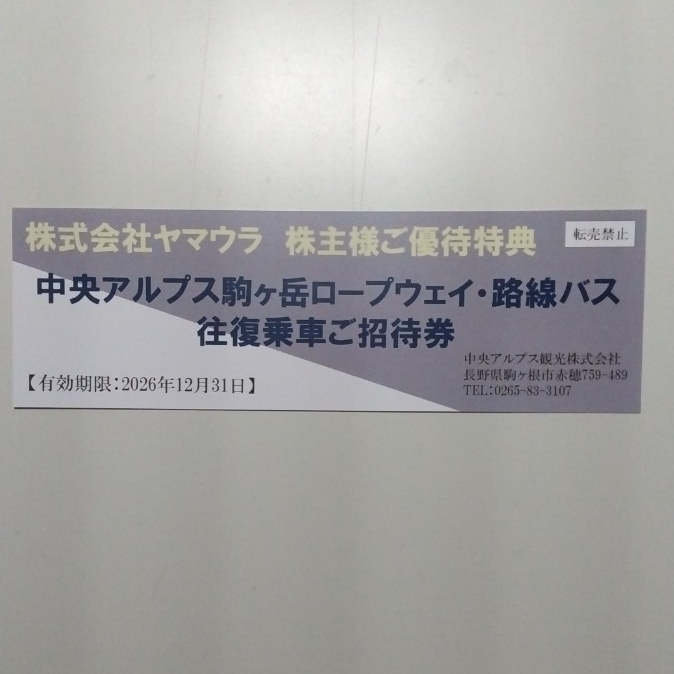 株式会社ヤマウラ 株主様ご優待特典
転売禁止
中央アルプス駒ヶ岳ロープウェイ・路線バス
往復乗車ご招待券
【有効期限：2026年12月31日】
中央アルプス観光株式会社
長野県駒ヶ根市赤穂759-489
TEL：0265-83-3107